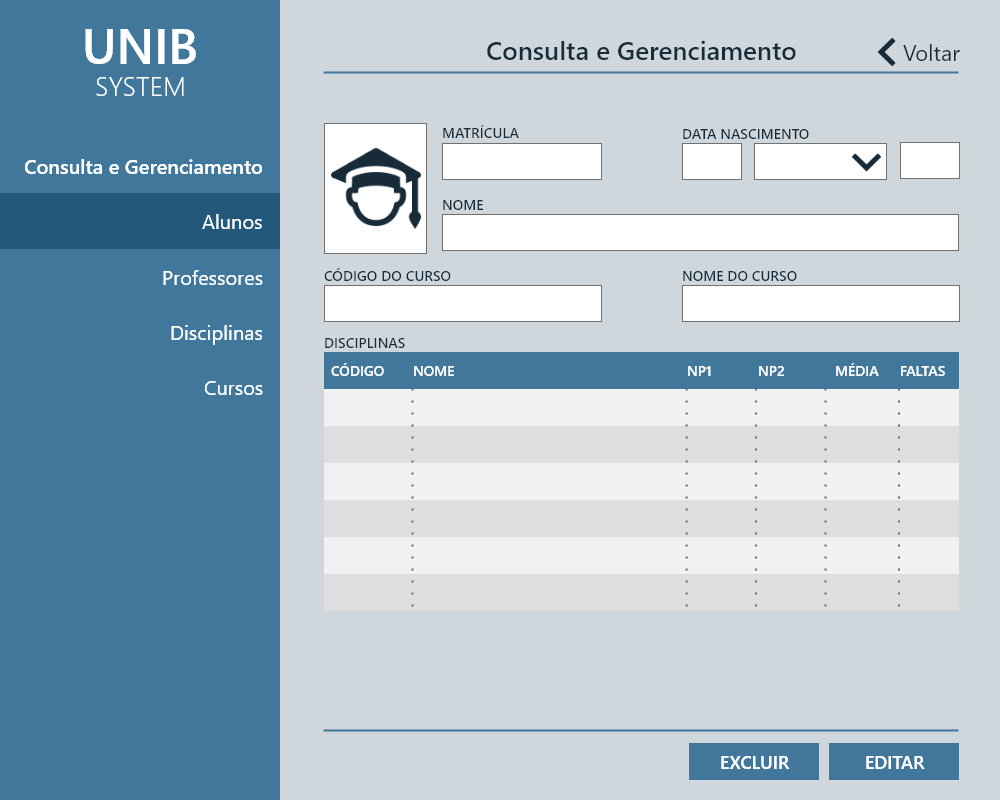 UNIB
SYSTEM
Consulta e Gerenciamento
Alunos
Professores
Disciplinas
Cursos
Consulta e Gerenciamento
Voltar
MATRÍCULA
DATA NASCIMENTO
NOME
CÓDIGO DO CURSO
NOME DO CURSO
DISCIPLINAS
CÓDIGO NOME NP1 NP2 MÉDIA FALTAS
EXCLUIR EDITAR